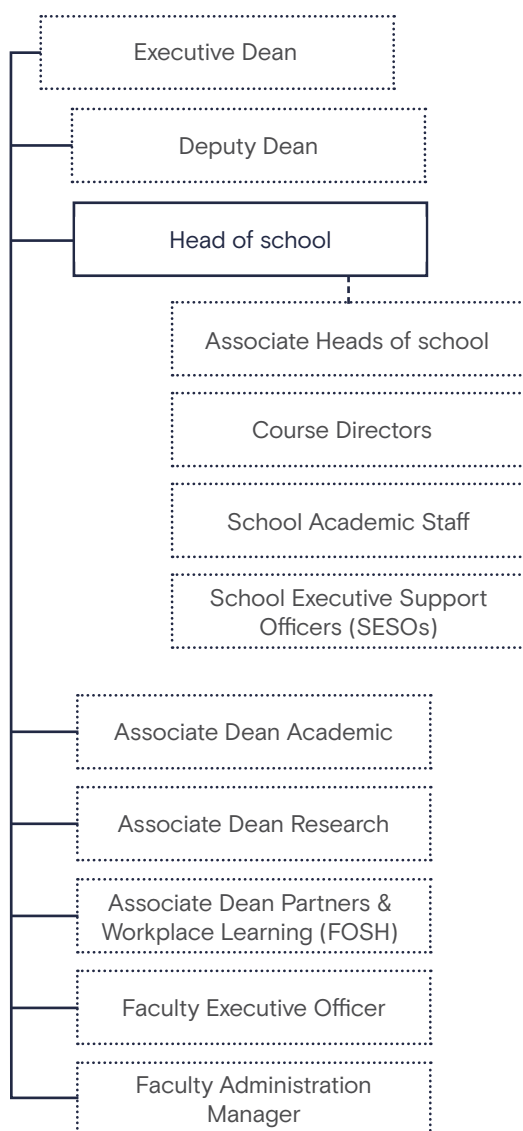 Executive Dean
Deputy Dean
Head of school
Associate Heads of school
Course Directors
School Academic Staff
School Executive Support
Officers (SESOs)
Associate Dean Academic
Associate Dean Research
Associate Dean Partners &
Workplace Learning (FOSH)
Faculty Executive Officer
Faculty Administration
Manager